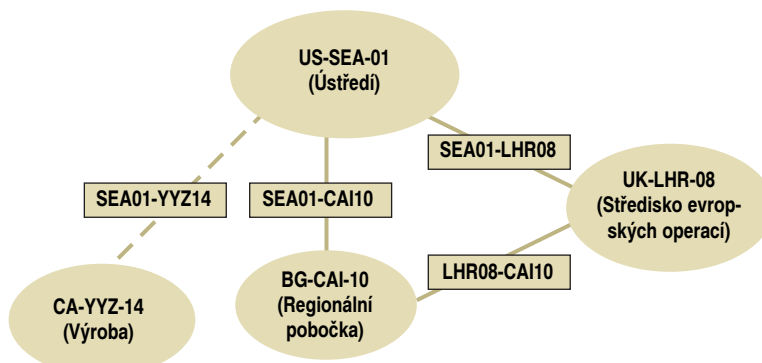 US-SEA-01
(Ústředí)
SEA01-LHR08
UK-LHR-08
(Středisko evrop-
ských operací)
SEA01-YYZ14
SEA01-CAI10
LHR08-CAI10
BG-CAI-10
(Regionální
pobočka)
CA-YYZ-14
(Výroba)